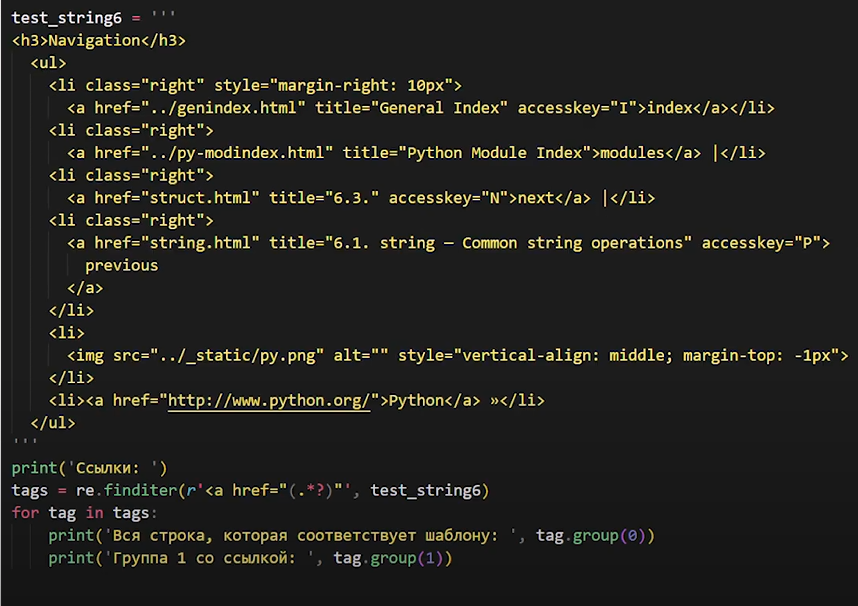 test_string6 = '''
<h3>Navigation</h3>
<ul>
<li class="right" style="margin-right: 10px">
<a href="../genindex.html" title="General Index" accesskey="I">index</a></li>
<li class="right">
<a href="../py-modindex.html" title="Python Module Index">modules</a> |</li>
<li class="right">
<a href="struct.html" title="6.3." accesskey="N">next</a> |</li>
<li class="right">
<a href="string.html" title="6.1. string — Common string operations" accesskey="P">
previous
</a>
</li>
<li>
<img src="../_static/py.png" alt="" style="vertical-align: middle; margin-top: -1px">
</li>
<li><a href="http://www.python.org/">Python</a> »</li>
</ul>
'''
print('Ссылки: ')
tags = re.finditer(r'<a href="(.*?)"', test_string6)
for tag in tags:
print('Вся строка, которая соответствует шаблону: ', tag.group(0))
print('Группа 1 со ссылкой: ', tag.group(1))